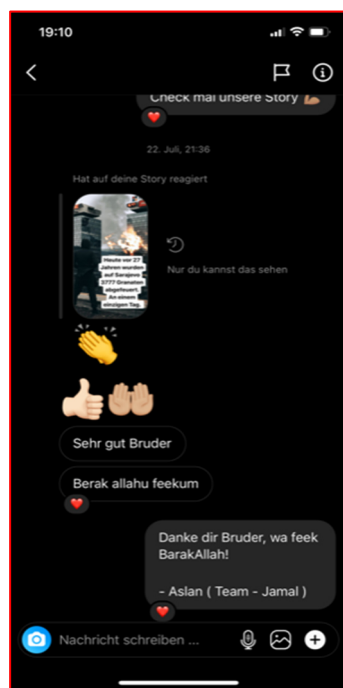 19:10
Check mal unsere Story 💪🏽
❤️
22. Juli, 21:36
Hat auf deine Story reagiert
Heute vor 27
Jahren wurden
auf Sarajevo
3777 Granaten
abgefeuert.
An einem
einzigen Tag.
Nur du kannst das sehen
👏
👍🏻🤲🏼
Sehr gut Bruder
Berak allahu feekum
❤️
Danke dir Bruder, wa feek
BarakAllah!
- Aslan ( Team - Jamal )
❤️
Nachricht schreiben ...